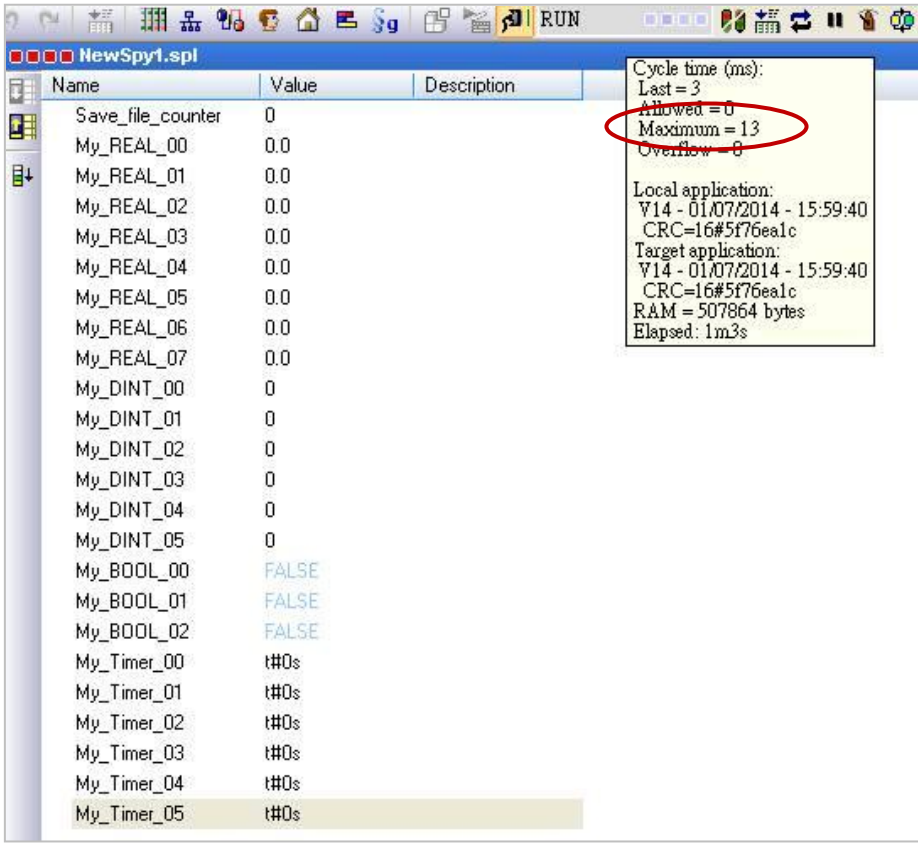 RUN
NewSpy1.spl
Name Value Description
Save_file_counter 0
My_REAL_00 0.0
My_REAL_01 0.0
My_REAL_02 0.0
My_REAL_03 0.0
My_REAL_04 0.0
My_REAL_05 0.0
My_REAL_06 0.0
My_REAL_07 0.0
My_DINT_00 0
My_DINT_01 0
My_DINT_02 0
My_DINT_03 0
My_DINT_04 0
My_DINT_05 0
My_BOOL_00 FALSE
My_BOOL_01 FALSE
My_BOOL_02 FALSE
My_Timer_00 t#0s
My_Timer_01 t#0s
My_Timer_02 t#0s
My_Timer_03 t#0s
My_Timer_04 t#0s
My_Timer_05 t#0s
Cycle time (ms):
Last = 3
Allowed = 0
Maximum = 13
Overflow = 0
Local application:
V14 - 01/07/2014 - 15:59:40
CRC=16#5f76ea1c
Target application:
V14 - 01/07/2014 - 15:59:40
CRC=16#5f76ea1c
RAM = 507864 bytes
Elapsed: 1m3s